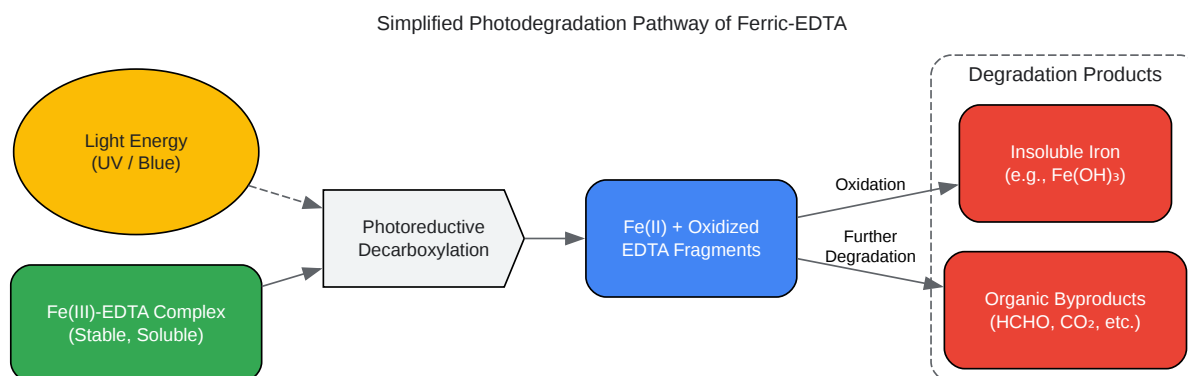 Simplified Photodegradation Pathway of Ferric-EDTA
Light Energy
(UV / Blue)
Fe(III)-EDTA Complex
(Stable, Soluble)
Photoreductive
Decarboxylation
Fe(II) + Oxidized
EDTA Fragments
Oxidation
Further
Degradation
Degradation Products
Insoluble Iron
(e.g., Fe(OH)₃)
Organic Byproducts
(HCHO, CO₂, etc.)